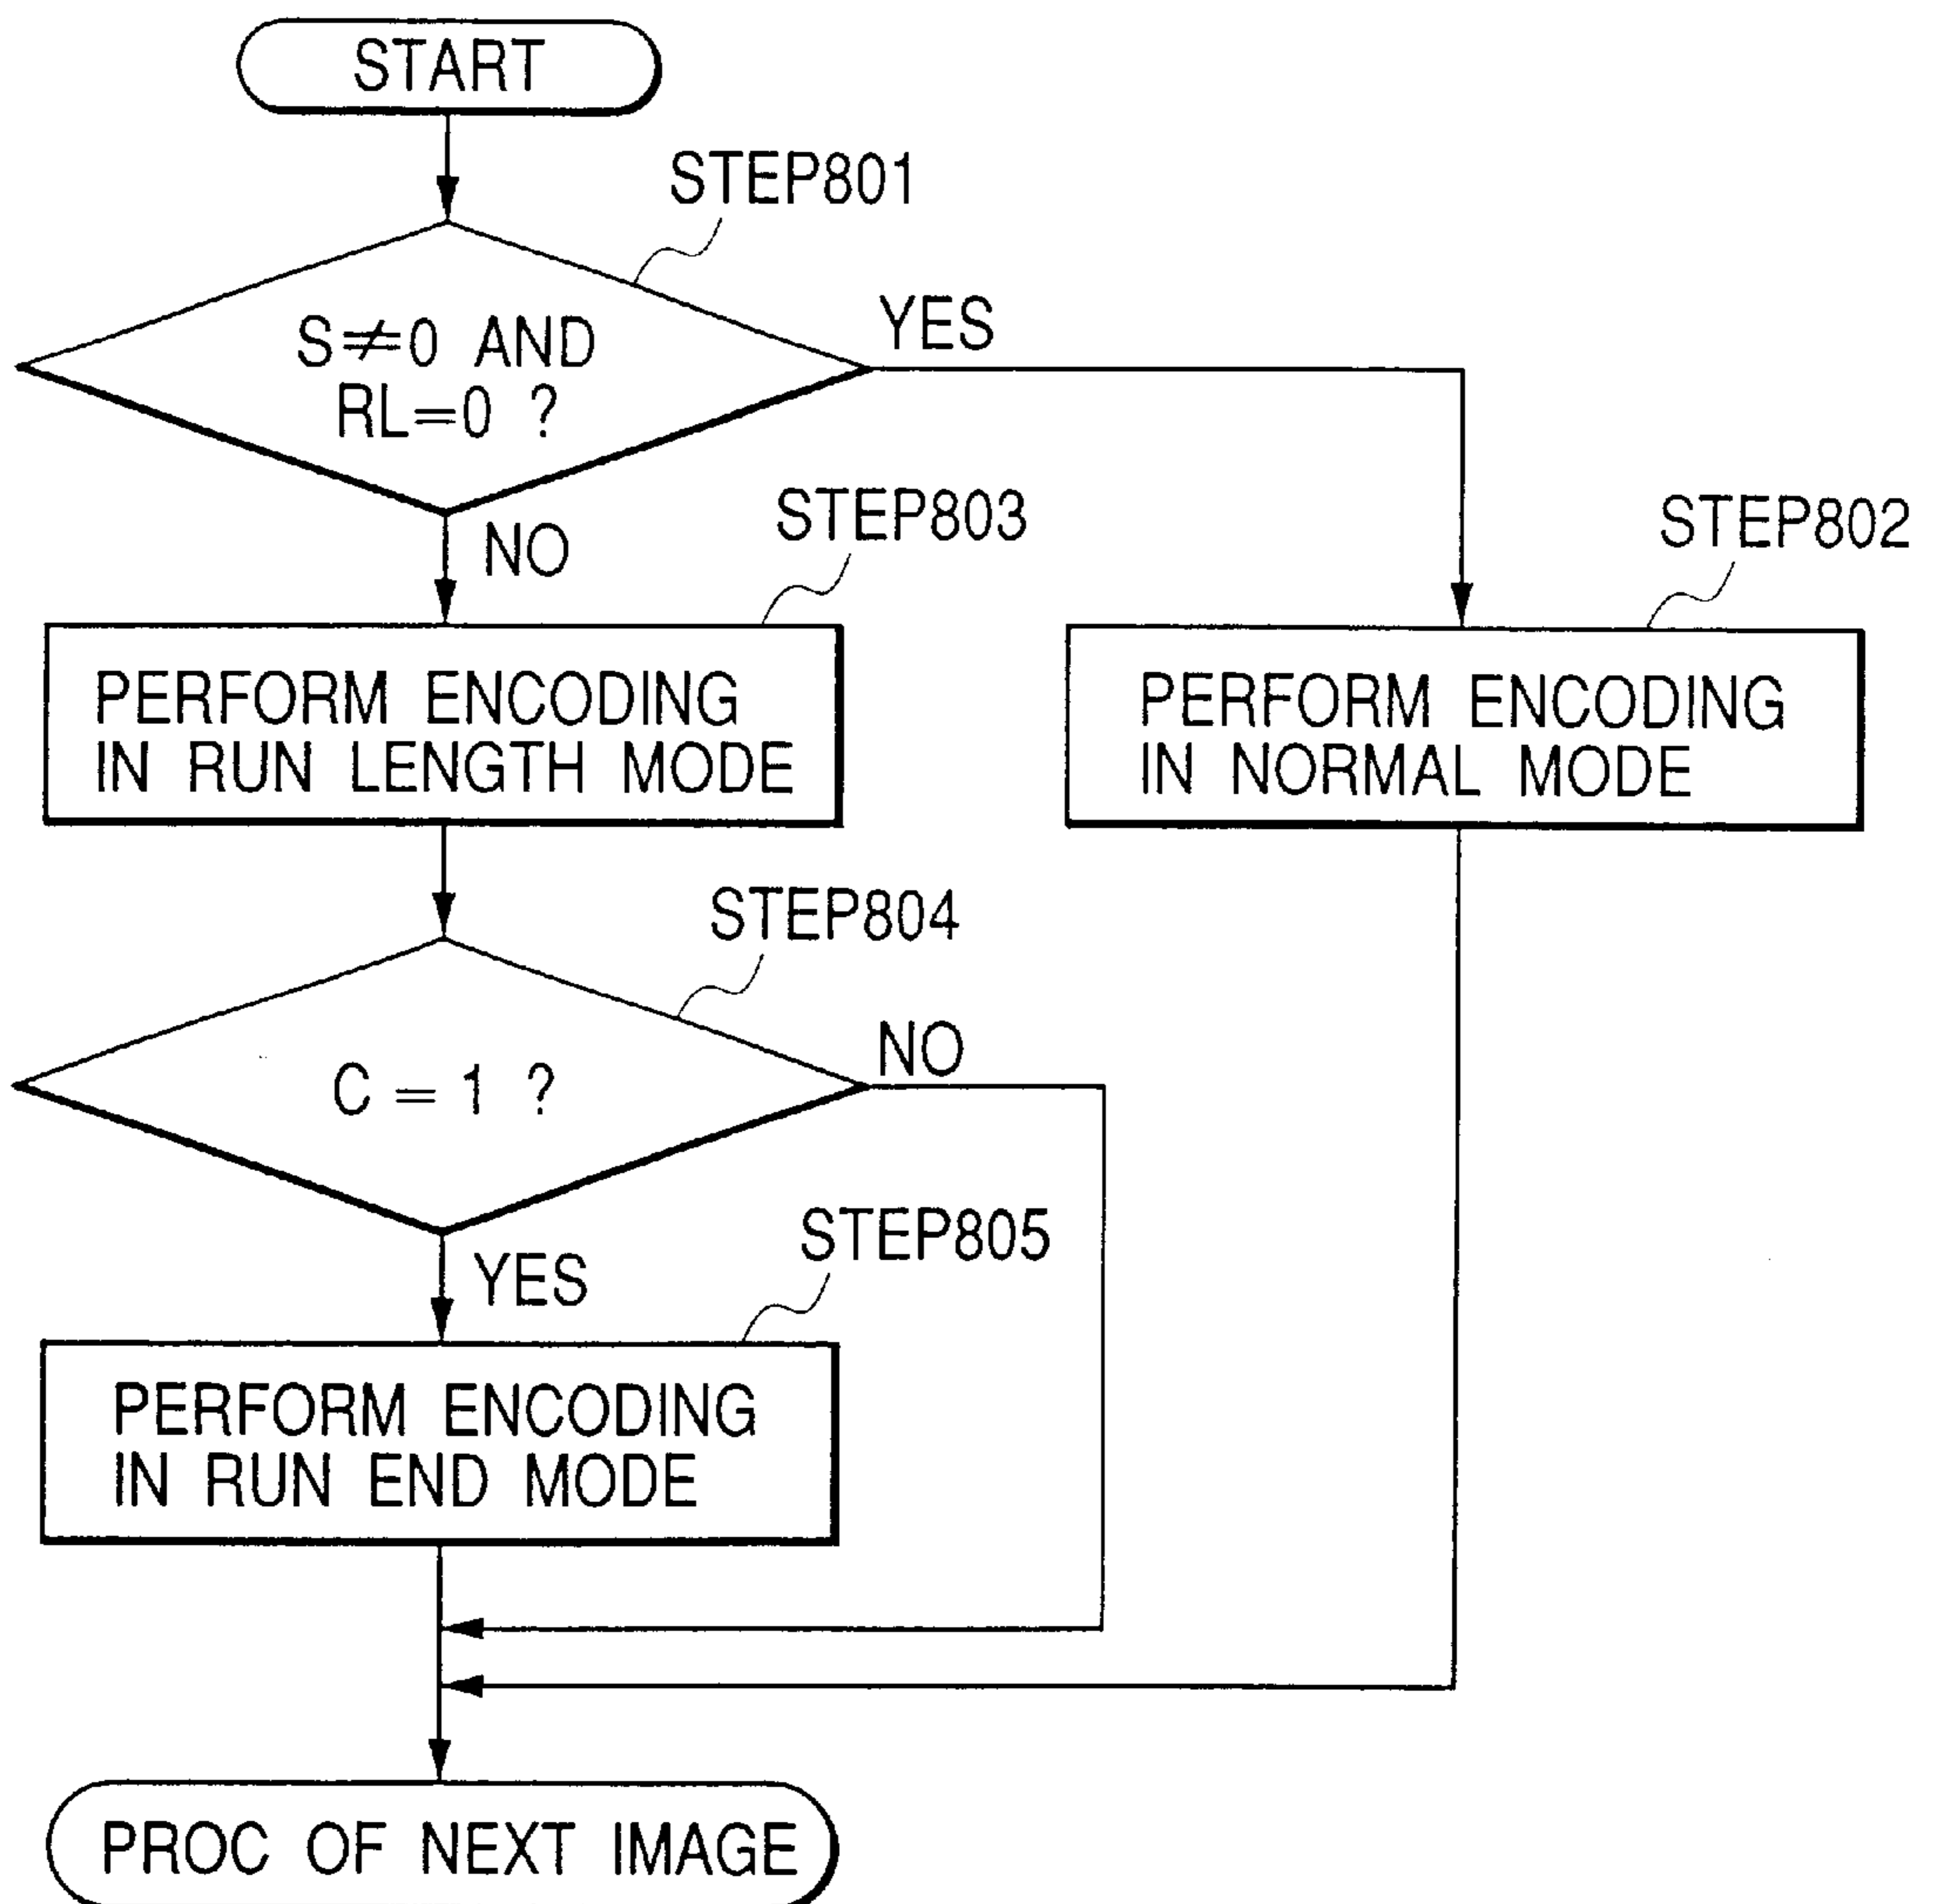 START
STEP801
S≠0 AND
RL=0 ?
YES
NO
STEP803
STEP802
PERFORM ENCODING
IN RUN LENGTH MODE
PERFORM ENCODING
IN NORMAL MODE
STEP804
C = 1 ?
NO
YES
STEP805
PERFORM ENCODING
IN RUN END MODE
PROC OF NEXT IMAGE